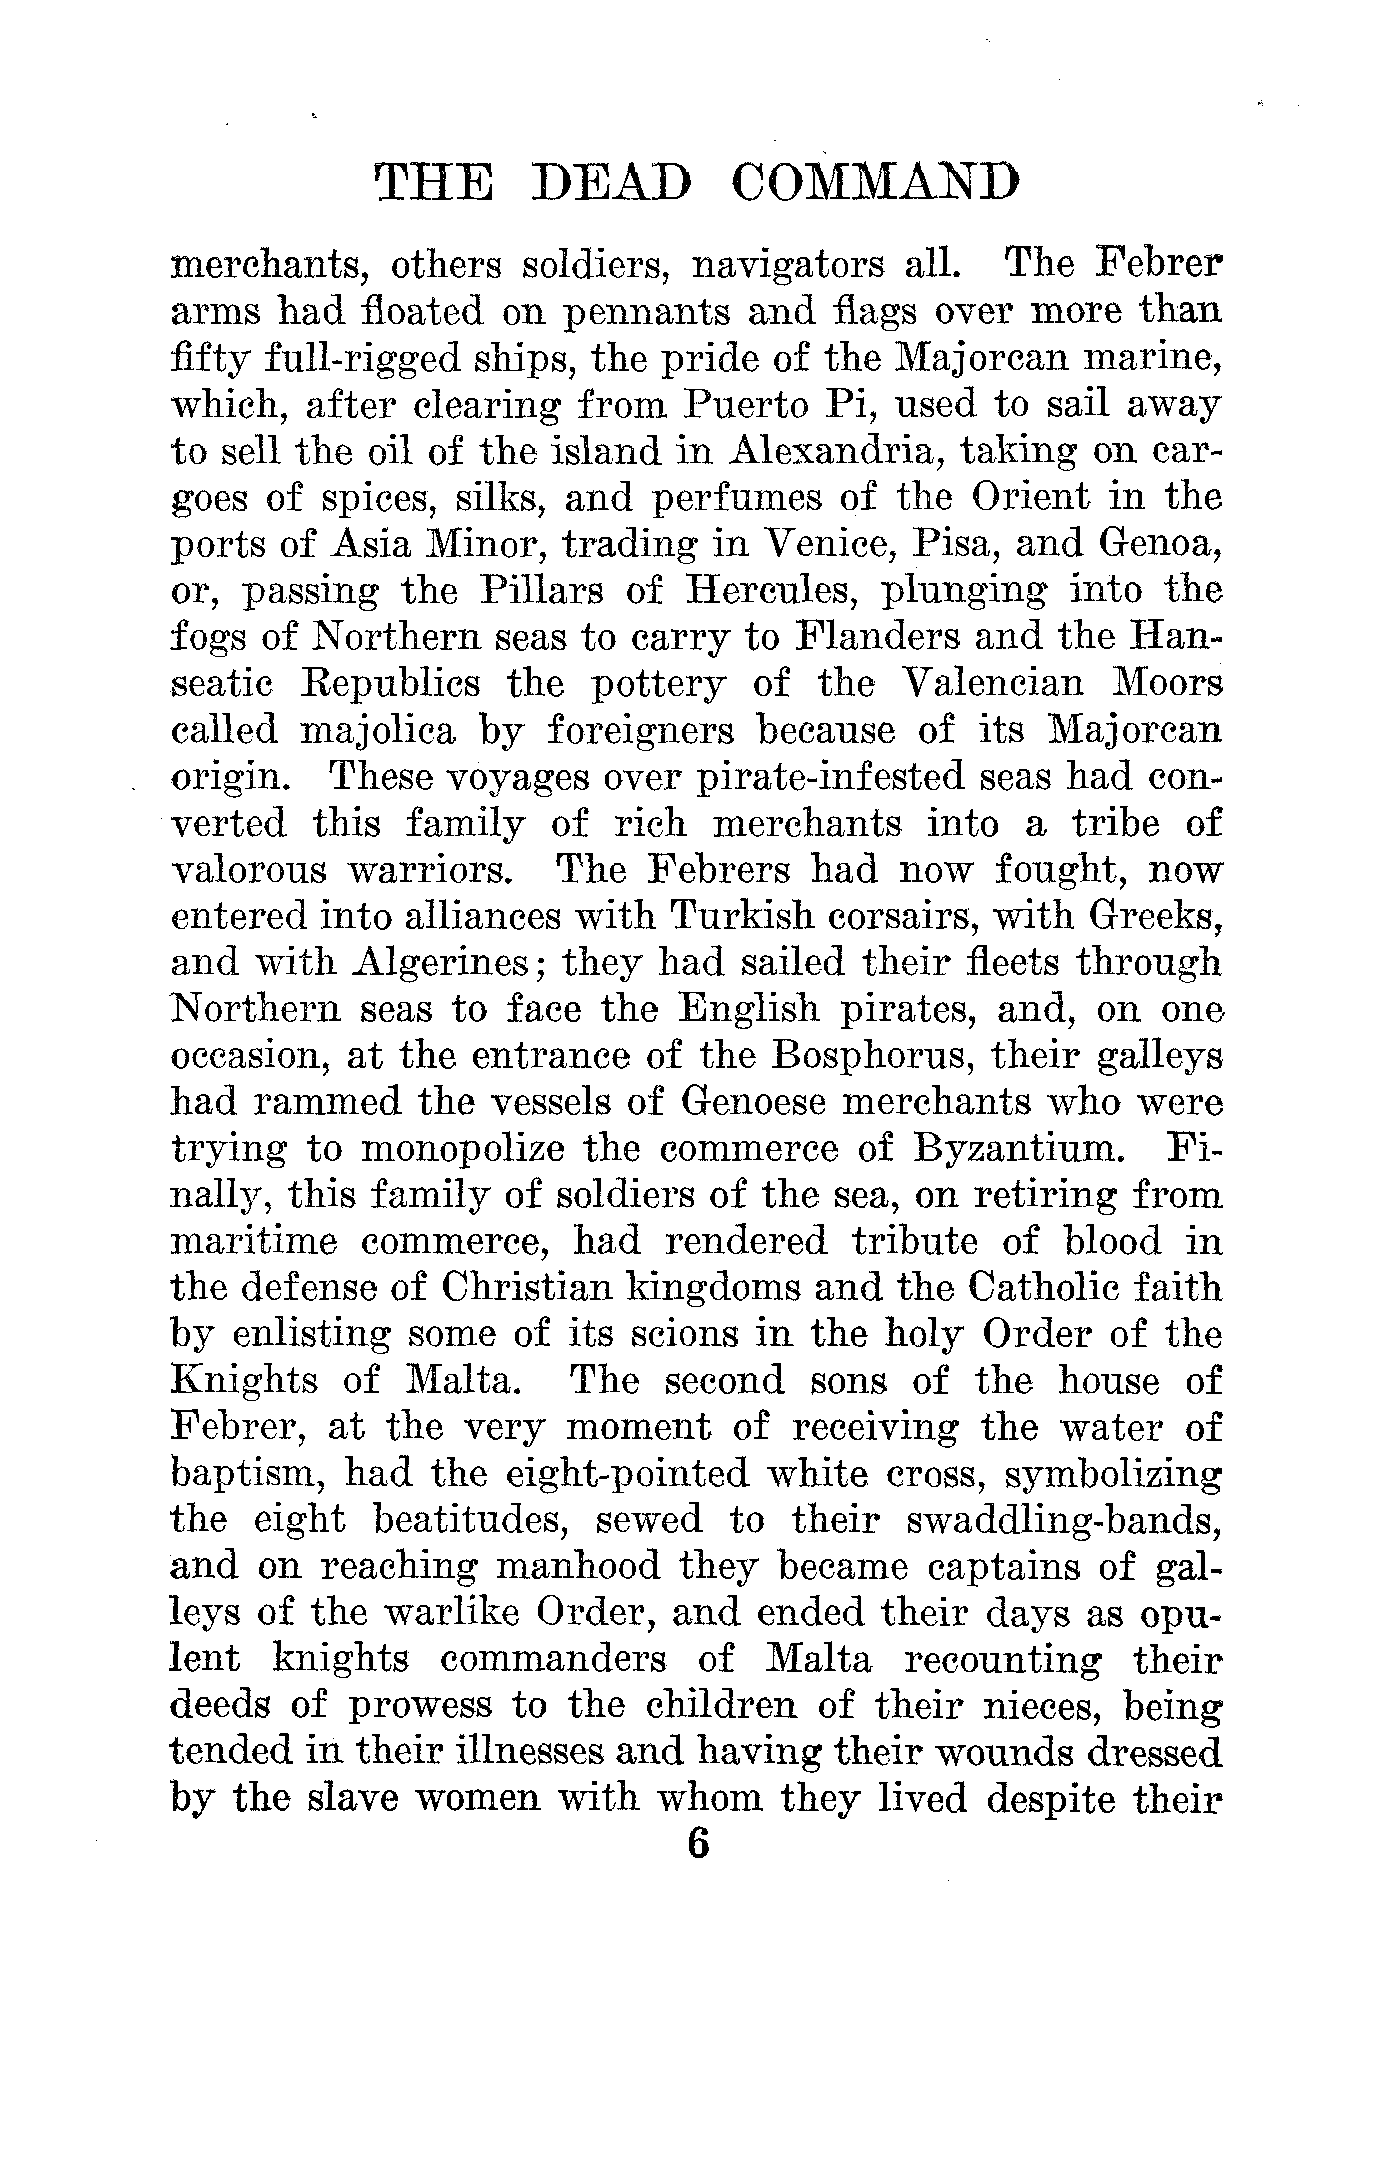 THE DEAD COMMAND
merchants, others soldiers, navigators all. The Febrer
arms had floated on pennants and flags over more than
fifty full-rigged ships, the pride of the Majorcan marine,
which, after clearing from Puerto Pi, used to sail away
to sell the oil of the island in Alexandria, taking on car-
goes of spices, silks, and perfumes of the Orient in the
ports of Asia Minor, trading in Venice, Pisa, and Genoa,
or, passing the Pillars of Hercules, plunging into the
fogs of Northern seas to carry to Flanders and the Han-
seatic Republics the pottery of the Valencian Moors
called majolica by foreigners because of its Majorcan
origin. These voyages over pirate-infested seas had con-
verted this family of rich merchants into a tribe of
valorous warriors. The Febrers had now fought, now
entered into alliances with Turkish corsairs, with Greeks,
and with Algerines; they had sailed their fleets through
Northern seas to face the English pirates, and, on one
occasion, at the entrance of the Bosphorus, their galleys
had rammed the vessels of Genoese merchants who were
trying to monopolize the commerce of Byzantium. Fi-
nally, this family of soldiers of the sea, on retiring from
maritime commerce, had rendered tribute of blood in
the defense of Christian kingdoms and the Catholic faith
by enlisting some of its scions in the holy Order of the
Knights of Malta. The second sons of the house of
Febrer, at the very moment of receiving the water of
baptism, had the eight-pointed white cross, symbolizing
the eight beatitudes, sewed to their swaddling-bands,
and on reaching manhood they became captains of gal-
leys of the warlike Order, and ended their days as opu-
lent knights commanders of Malta recounting their
deeds of prowess to the children of their nieces, being
tended in their illnesses and having their wounds dressed
by the slave women with whom they lived despite their
6